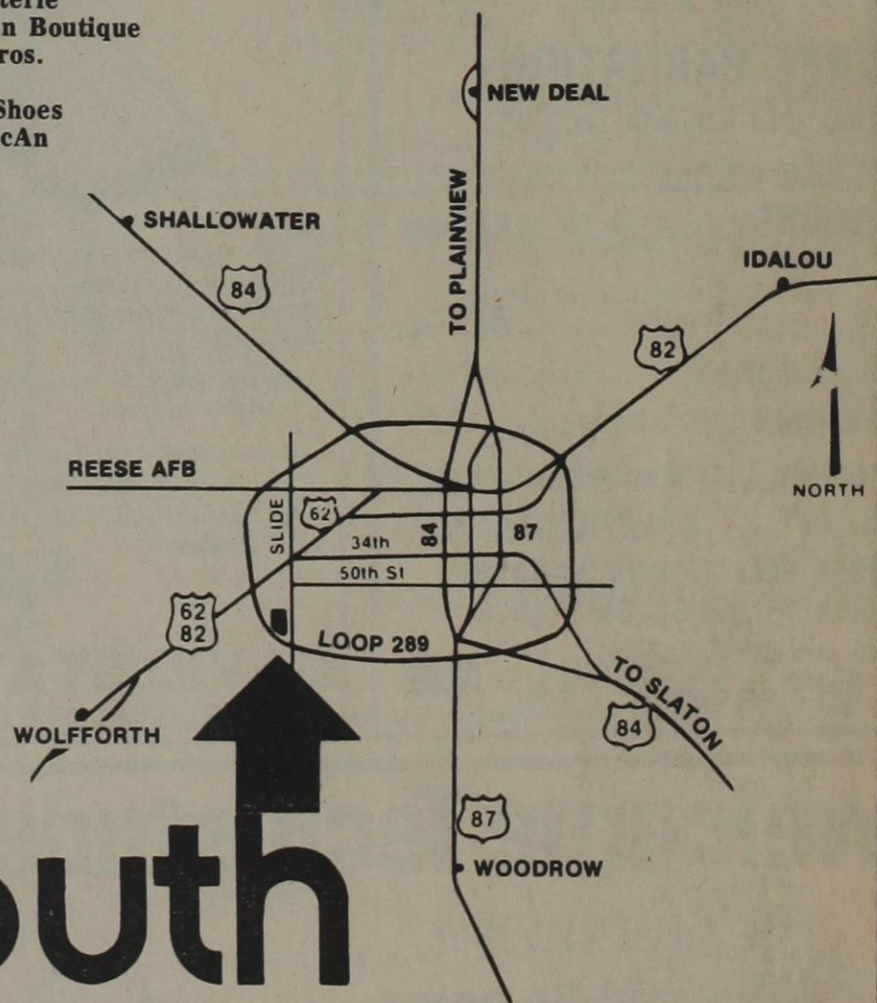 n Boutique
ros.
Shoes
cAn
NEW DEAL
TO PLAINVIEW
SHALLOWATER
84
IDALOU
82
NORTH
REESE AFB
SLIDE
62
34th
84
87
50th St
62
82
LOOP 289
TO SLATON
84
WOLFFORTH
87
WOODROW
outh